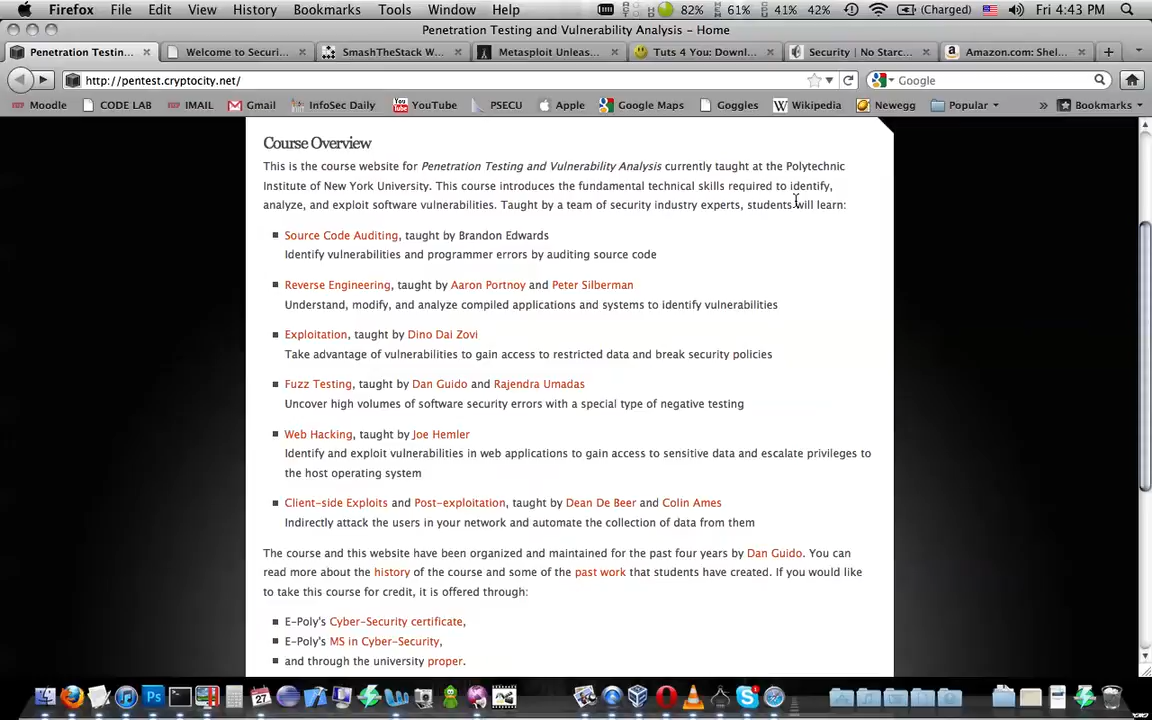 Firefox File Edit View History Bookmarks Tools Window Help 82% 61% 41% 42% (Charged) Fri 4:43 PM
Penetration Testing and Vulnerability Analysis – Home
Penetration Testin... Welcome to Securi... SmashTheStack W... Metasploit Unleas... Tuts 4 You: Downl... Security | No Starc... Amazon.com: Shel...
http://pentest.cryptocity.net/ Google
Moodle CODE LAB IMAIL Gmail InfoSec Daily YouTube PSECU Apple Google Maps Goggles Wikipedia Newegg Popular » Bookmarks
Course Overview
This is the course website for Penetration Testing and Vulnerability Analysis currently taught at the Polytechnic
Institute of New York University. This course introduces the fundamental technical skills required to identify,
analyze, and exploit software vulnerabilities. Taught by a team of security industry experts, students will learn:
Source Code Auditing, taught by Brandon Edwards
Identify vulnerabilities and programmer errors by auditing source code
Reverse Engineering, taught by Aaron Portnoy and Peter Silberman
Understand, modify, and analyze compiled applications and systems to identify vulnerabilities
Exploitation, taught by Dino Dai Zovi
Take advantage of vulnerabilities to gain access to restricted data and break security policies
Fuzz Testing, taught by Dan Guido and Rajendra Umadas
Uncover high volumes of software security errors with a special type of negative testing
Web Hacking, taught by Joe Hemler
Identify and exploit vulnerabilities in web applications to gain access to sensitive data and escalate privileges to
the host operating system
Client-side Exploits and Post-exploitation, taught by Dean De Beer and Colin Ames
Indirectly attack the users in your network and automate the collection of data from them
The course and this website have been organized and maintained for the past four years by Dan Guido. You can
read more about the history of the course and some of the past work that students have created. If you would like
to take this course for credit, it is offered through:
E-Poly's Cyber-Security certificate,
E-Poly's MS in Cyber-Security,
and through the university proper.